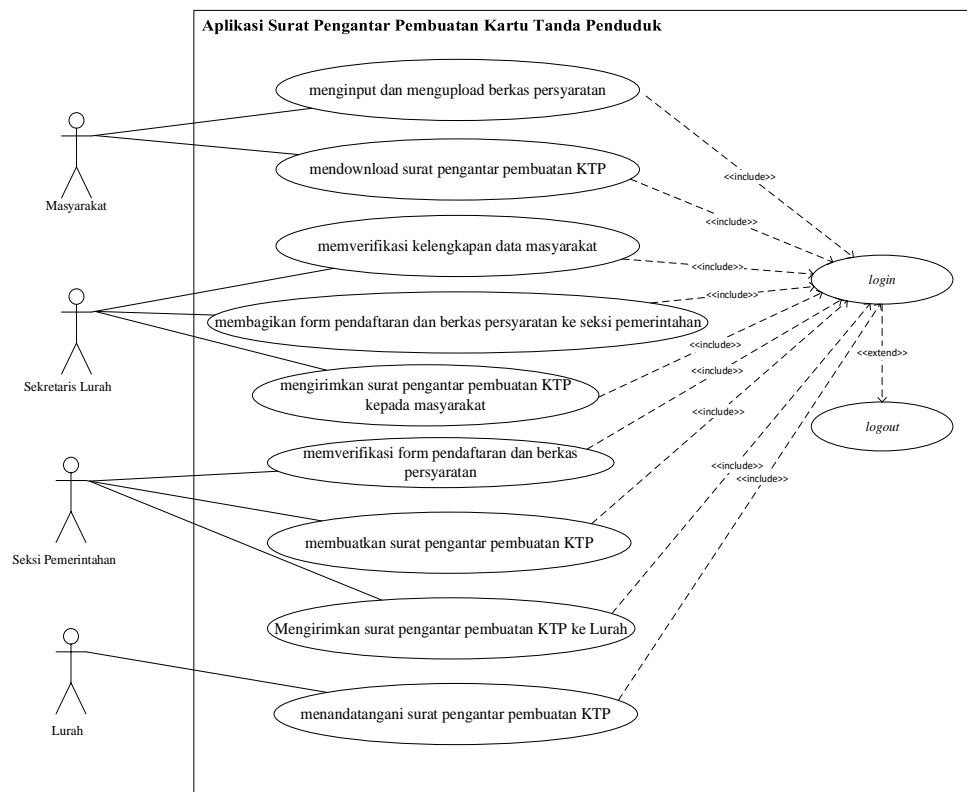 Aplikasi Surat Pengantar Pembuatan Kartu Tanda Penduduk
menginput dan mengupload berkas persyaratan
mendownload surat pengantar pembuatan KTP
<<include>>
Masyarakat
<<include>>
memverifikasi kelengkapan data masyarakat
<<include>>
login
<<include>>
membagikan form pendaftaran dan berkas persyaratan ke seksi pemerintahan
Sekretaris Lurah
<<include>>
<<extend>>
mengirimkan surat pengantar pembuatan KTP
kepada masyarakat
<<include>>
<<include>>
logout
memverifikasi form pendaftaran dan berkas
persyaratan
<<include>>
<<include>>
Seksi Pemerintahan
membuatkan surat pengantar pembuatan KTP
Mengirimkan surat pengantar pembuatan KTP ke Lurah
menandatangani surat pengantar pembuatan KTP
Lurah